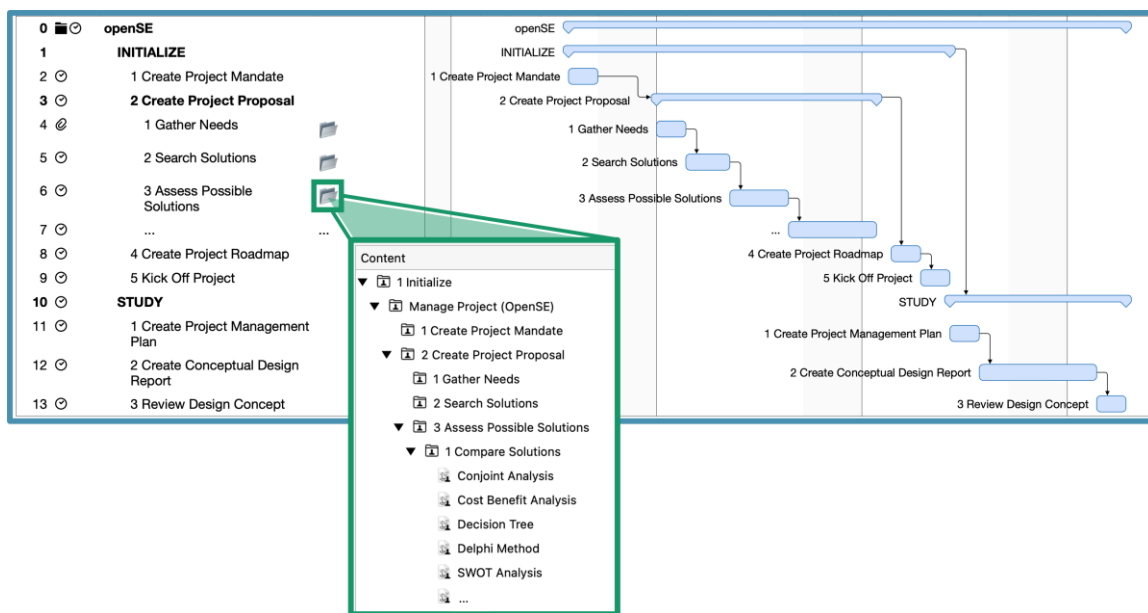 0 openSE
openSE
1 INITIALIZE
INITIALIZE
2 1 Create Project Mandate
1 Create Project Mandate
3 2 Create Project Proposal
2 Create Project Proposal
4 1 Gather Needs
1 Gather Needs
5 2 Search Solutions
2 Search Solutions
6 3 Assess Possible
Solutions
3 Assess Possible Solutions
7 ... ...
...
8 4 Create Project Roadmap
4 Create Project Roadmap
9 5 Kick Off Project
5 Kick Off Project
10 STUDY
STUDY
11 1 Create Project Management
Plan
1 Create Project Management Plan
12 2 Create Conceptual Design
Report
2 Create Conceptual Design Report
13 3 Review Design Concept
3 Review Design Concept
Content
1 Initialize
Manage Project (OpenSE)
1 Create Project Mandate
2 Create Project Proposal
1 Gather Needs
2 Search Solutions
3 Assess Possible Solutions
1 Compare Solutions
Conjoint Analysis
Cost Benefit Analysis
Decision Tree
Delphi Method
SWOT Analysis
...